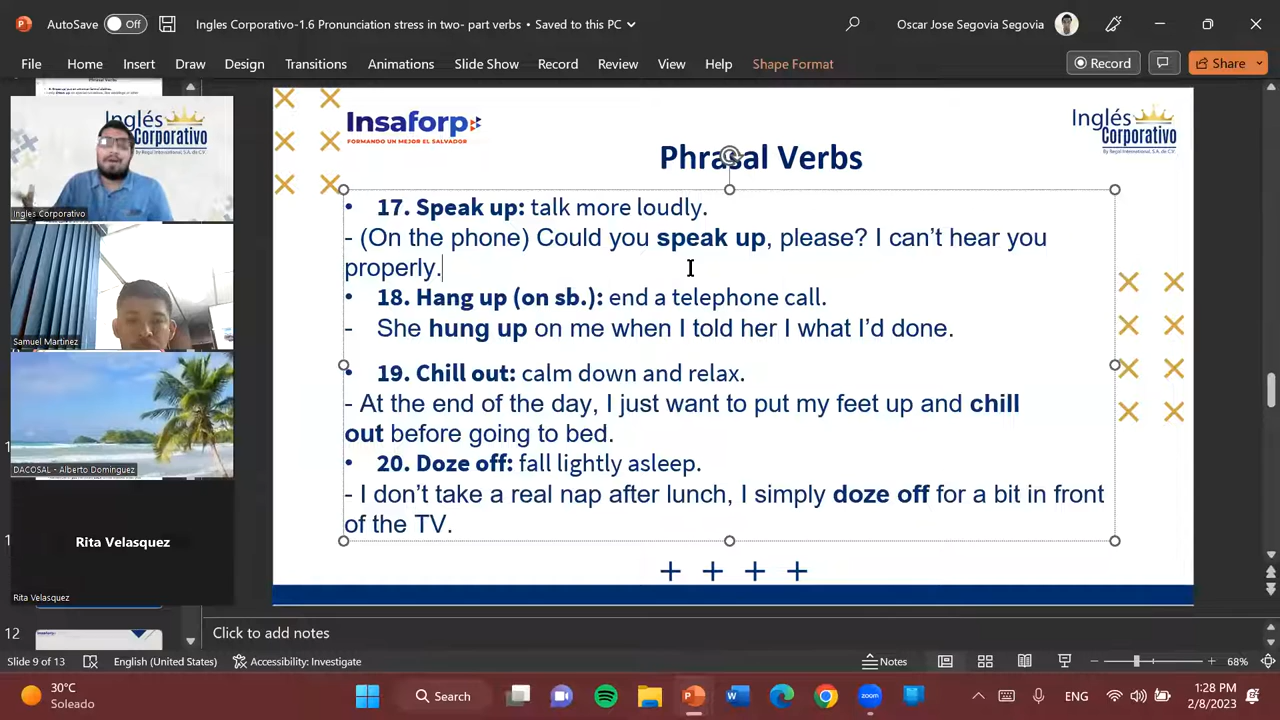 AutoSave
Off
Ingles Corporativo-1.6 Pronunciation stress in two- part verbs • Saved to this PC
Oscar Jose Segovia Segovia
File
Home
Insert
Draw
Design
Transitions
Animations
Slide Show
Record
Review
View
Help
Shape Format
Record
Share
Phrasal Verbs
Inglés
Corporativo
Ingles Corporativo
Samuel Martinez
DACOSAL - Alberto Dominguez
Rita Velasquez
Rita Velasquez
12
Insaforp
FORMANDO UN MEJOR EL SALVADOR
Inglés
Corporativo
by Regal International, S.A. de C.V.
Phrasal Verbs
• 17. Speak up: talk more loudly.
- (On the phone) Could you speak up, please? I can’t hear you
properly.
• 18. Hang up (on sb.): end a telephone call.
- She hung up on me when I told her I what I’d done.
• 19. Chill out: calm down and relax.
- At the end of the day, I just want to put my feet up and chill
out before going to bed.
• 20. Doze off: fall lightly asleep.
- I don’t take a real nap after lunch, I simply doze off for a bit in front
of the TV.
Click to add notes
Slide 9 of 13
English (United States)
Accessibility: Investigate
Notes
68%
30°C
Soleado
Search
zoom
ENG
1:28 PM
2/8/2023